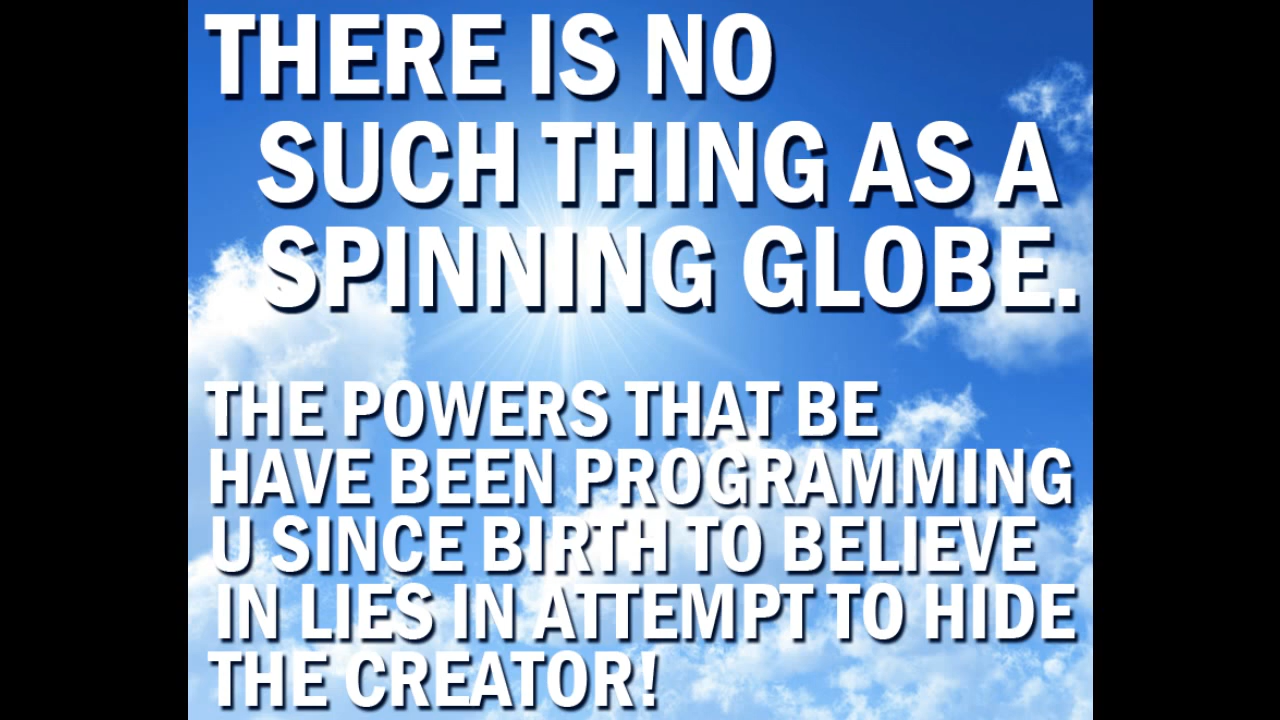 THERE IS NO
SUCH THING AS A
SPINNING GLOBE.
THE POWERS THAT BE
HAVE BEEN PROGRAMMING
U SINCE BIRTH TO BELIEVE
IN LIES IN ATTEMPT TO HIDE
THE CREATOR!